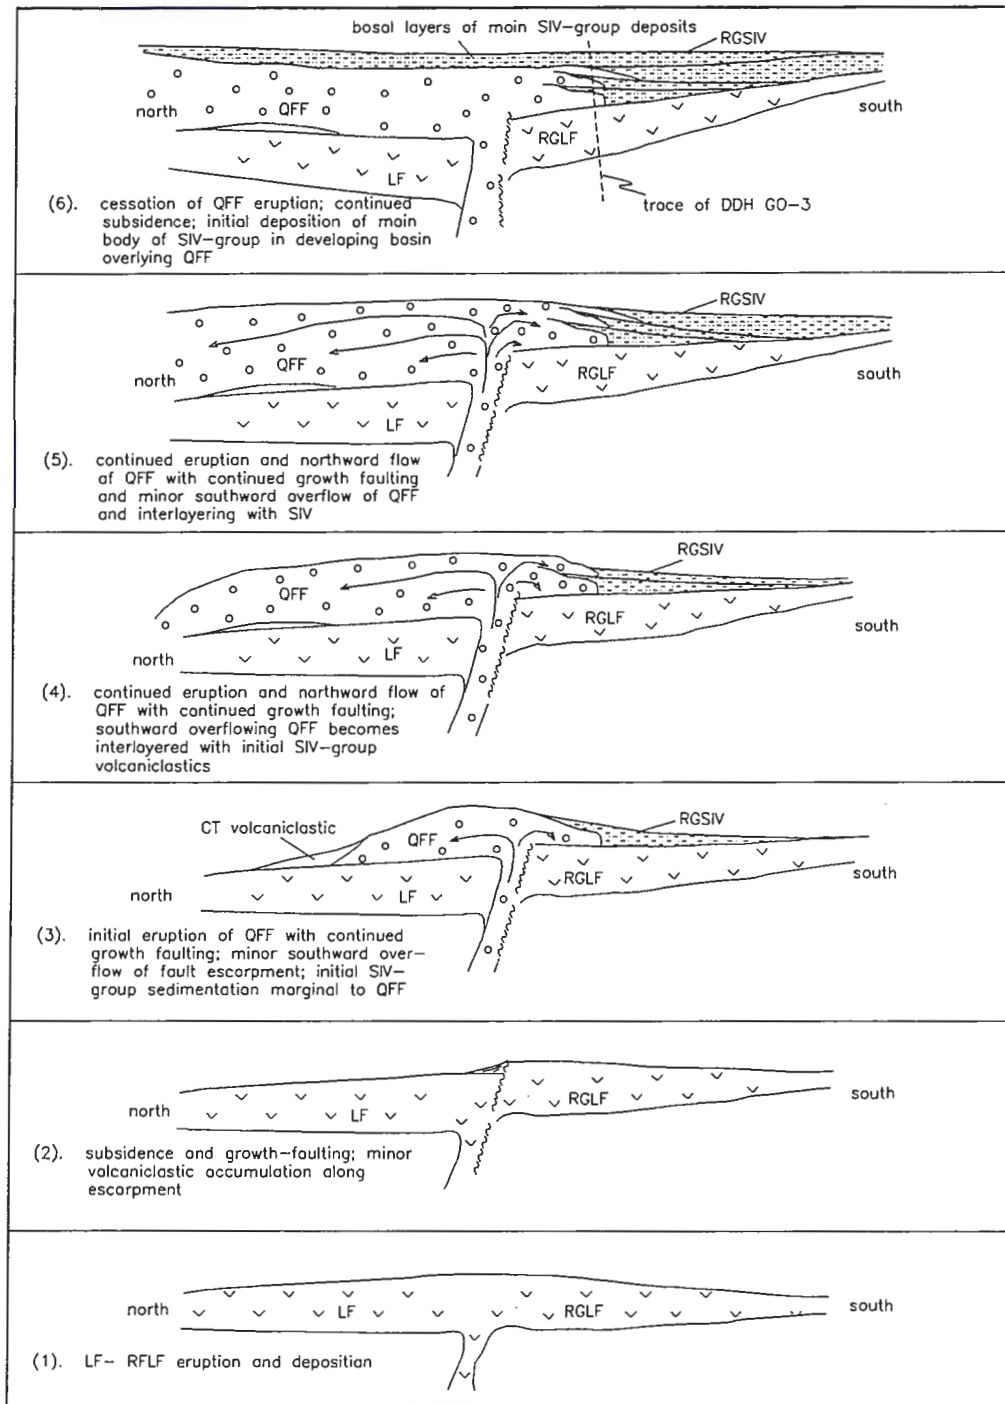 basal layers of main SIV-group deposits
RGSIV
north
QFF
RGLF
south
LF
trace of DDH GO-3
(6). cessation of QFF eruption; continued
subsidence; initial deposition of main
body of SIV-group in developing basin
overlying QFF
RGSIV
QFF
RGLF
north
south
LF
(5). continued eruption and northward flow
of QFF with continued growth faulting
and minor southward overflow of QFF
and interlayering with SIV
RGSIV
QFF
RGLF
south
north
LF
(4). continued eruption and northward flow of
QFF with continued growth faulting;
southward overflowing QFF becomes
interlayered with initial SIV-group
volcaniclastics
CT volcaniclastic
RGSIV
QFF
RGLF
south
north
LF
(3). initial eruption of QFF with continued
growth faulting; minor southward over-
flow of fault escarpment; initial SIV-
group sedimentation marginal to QFF
north
LF
RGLF
south
(2). subsidence and growth-faulting; minor
volcaniclastic accumulation along
escarpment
north
LF
RGLF
south
(1). LF- RFLF eruption and deposition